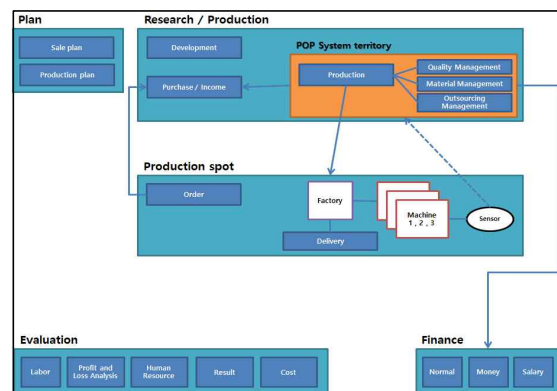 Plan
Sale plan
Production plan
Research / Production
Development
Purchase / Income
POP System territory
Production
Quality Management
Material Management
Outsourcing
Management
Production spot
Order
Factory
Delivery
Machine
1 , 2 , 3
Sensor
Evaluation
Labor
Profit and
Loss Analysis
Human
Resource
Result
Cost
Finance
Normal
Money
Salary